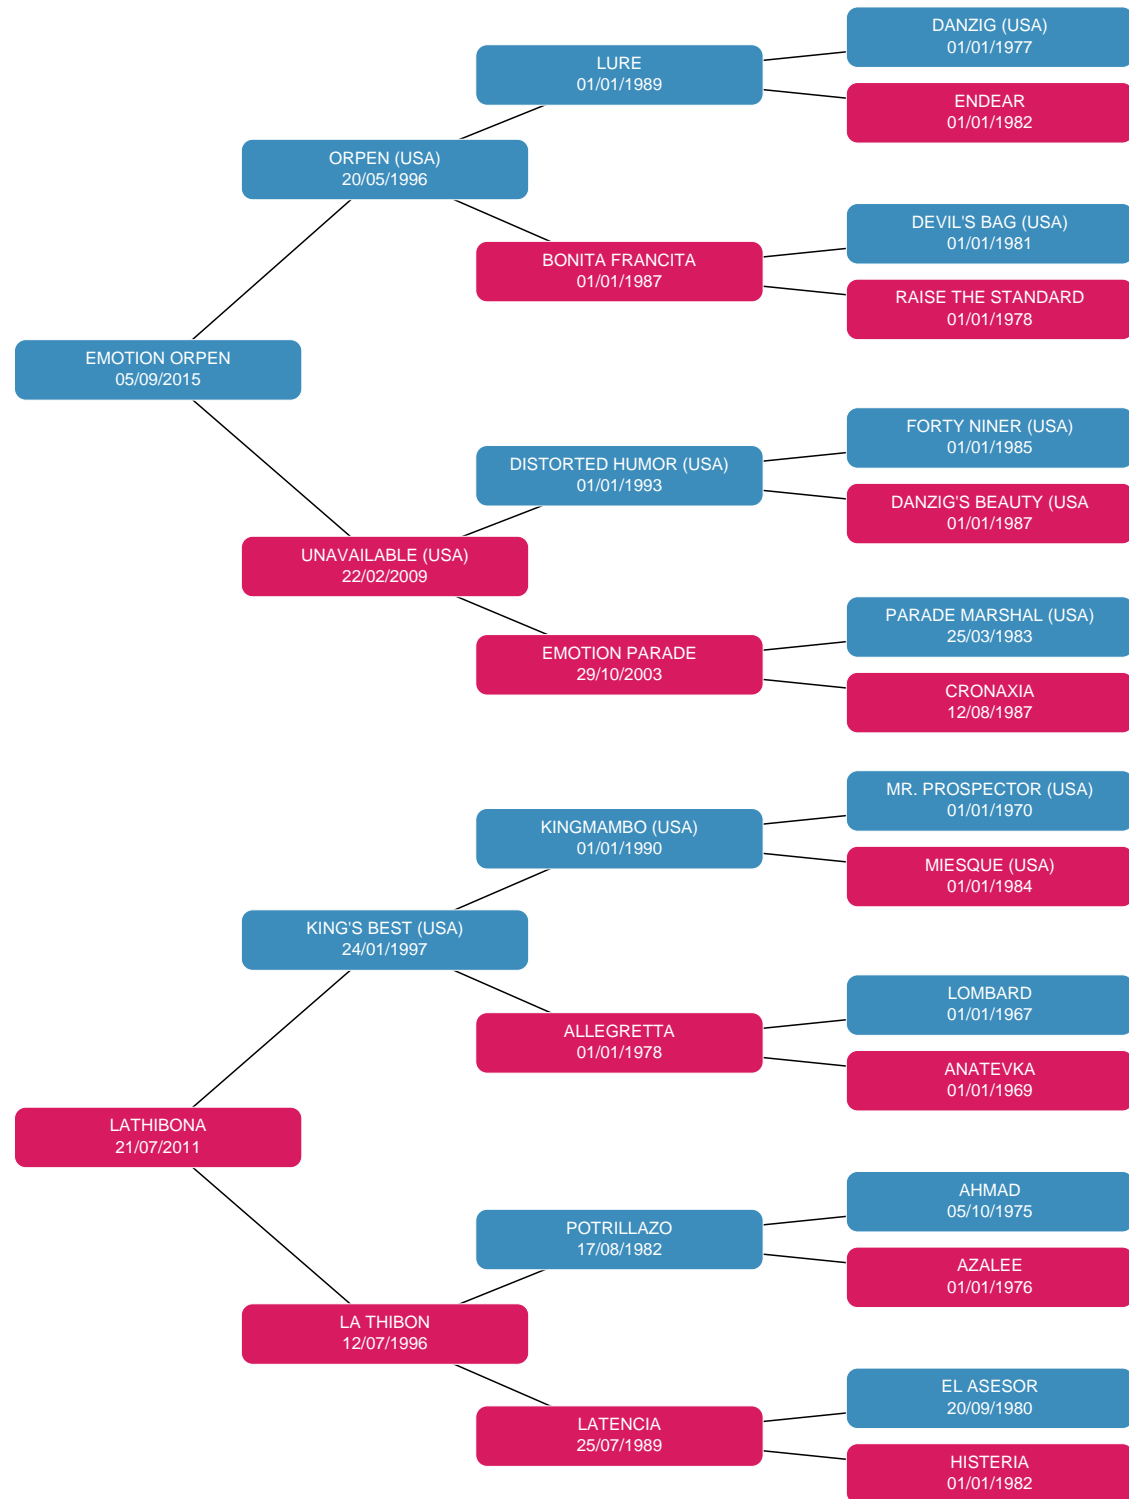 DANZIG (USA)
01/01/1977
LURE
01/01/1989
ENDEAR
01/01/1982
ORPEN (USA)
20/05/1996
DEVIL'S BAG (USA)
01/01/1981
BONITA FRANCITA
01/01/1987
RAISE THE STANDARD
01/01/1978
EMOTION ORPEN
05/09/2015
FORTY NINER (USA)
01/01/1985
DISTORTED HUMOR (USA)
01/01/1993
DANZIG'S BEAUTY (USA
01/01/1987
UNAVAILABLE (USA)
22/02/2009
PARADE MARSHAL (USA)
25/03/1983
EMOTION PARADE
29/10/2003
CRONAXIA
12/08/1987
MR. PROSPECTOR (USA)
01/01/1970
KINGMAMBO (USA)
01/01/1990
MIESQUE (USA)
01/01/1984
KING'S BEST (USA)
24/01/1997
LOMBARD
01/01/1967
ALLEGRETTA
01/01/1978
ANATEVKA
01/01/1969
LATHIBONA
21/07/2011
AHMAD
05/10/1975
POTRILLAZO
17/08/1982
AZALEE
01/01/1976
LA THIBON
12/07/1996
EL ASESOR
20/09/1980
LATENCIA
25/07/1989
HISTERIA
01/01/1982